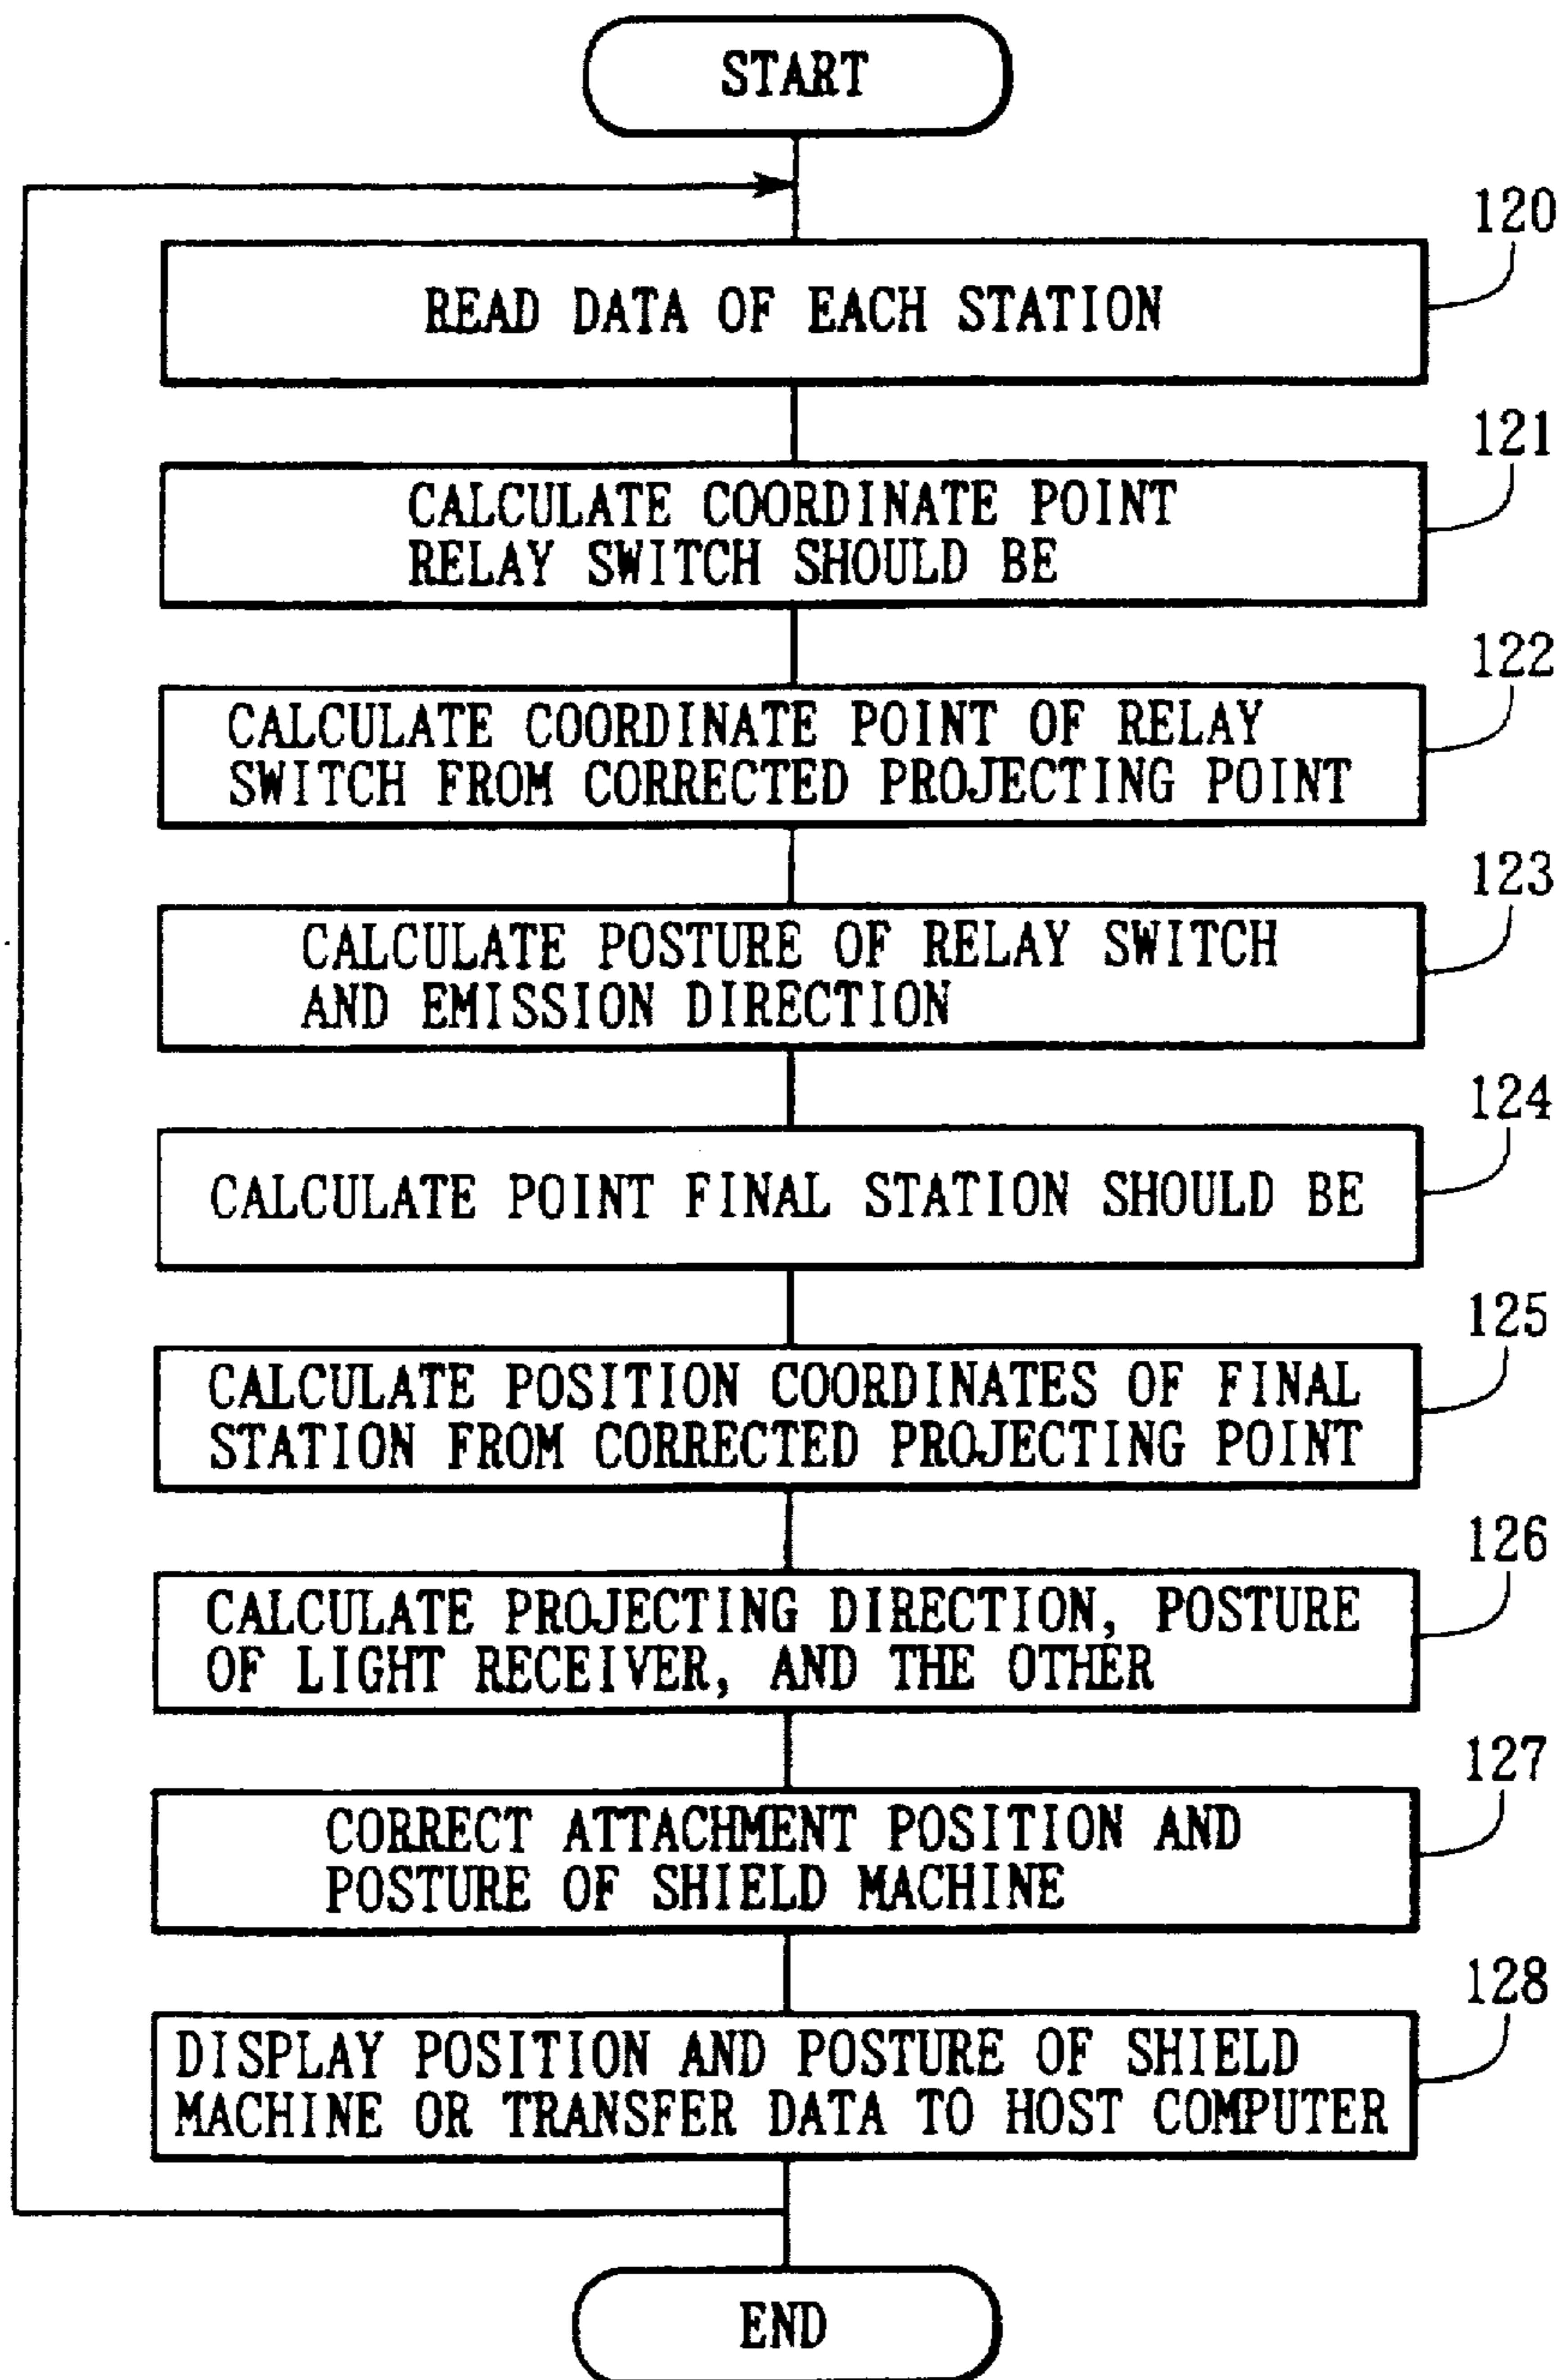 START
120
READ DATA OF EACH STATION
121
CALCULATE COORDINATE POINT
RELAY SWITCH SHOULD BE
122
CALCULATE COORDINATE POINT OF RELAY
SWITCH FROM CORRECTED PROJECTING POINT
123
CALCULATE POSTURE OF RELAY SWITCH
AND EMISSION DIRECTION
124
CALCULATE POINT FINAL STATION SHOULD BE
125
CALCULATE POSITION COORDINATES OF FINAL
STATION FROM CORRECTED PROJECTING POINT
126
CALCULATE PROJECTING DIRECTION, POSTURE
OF LIGHT RECEIVER, AND THE OTHER
127
CORRECT ATTACHMENT POSITION AND
POSTURE OF SHIELD MACHINE
128
DISPLAY POSITION AND POSTURE OF SHIELD
MACHINE OR TRANSFER DATA TO HOST COMPUTER
END